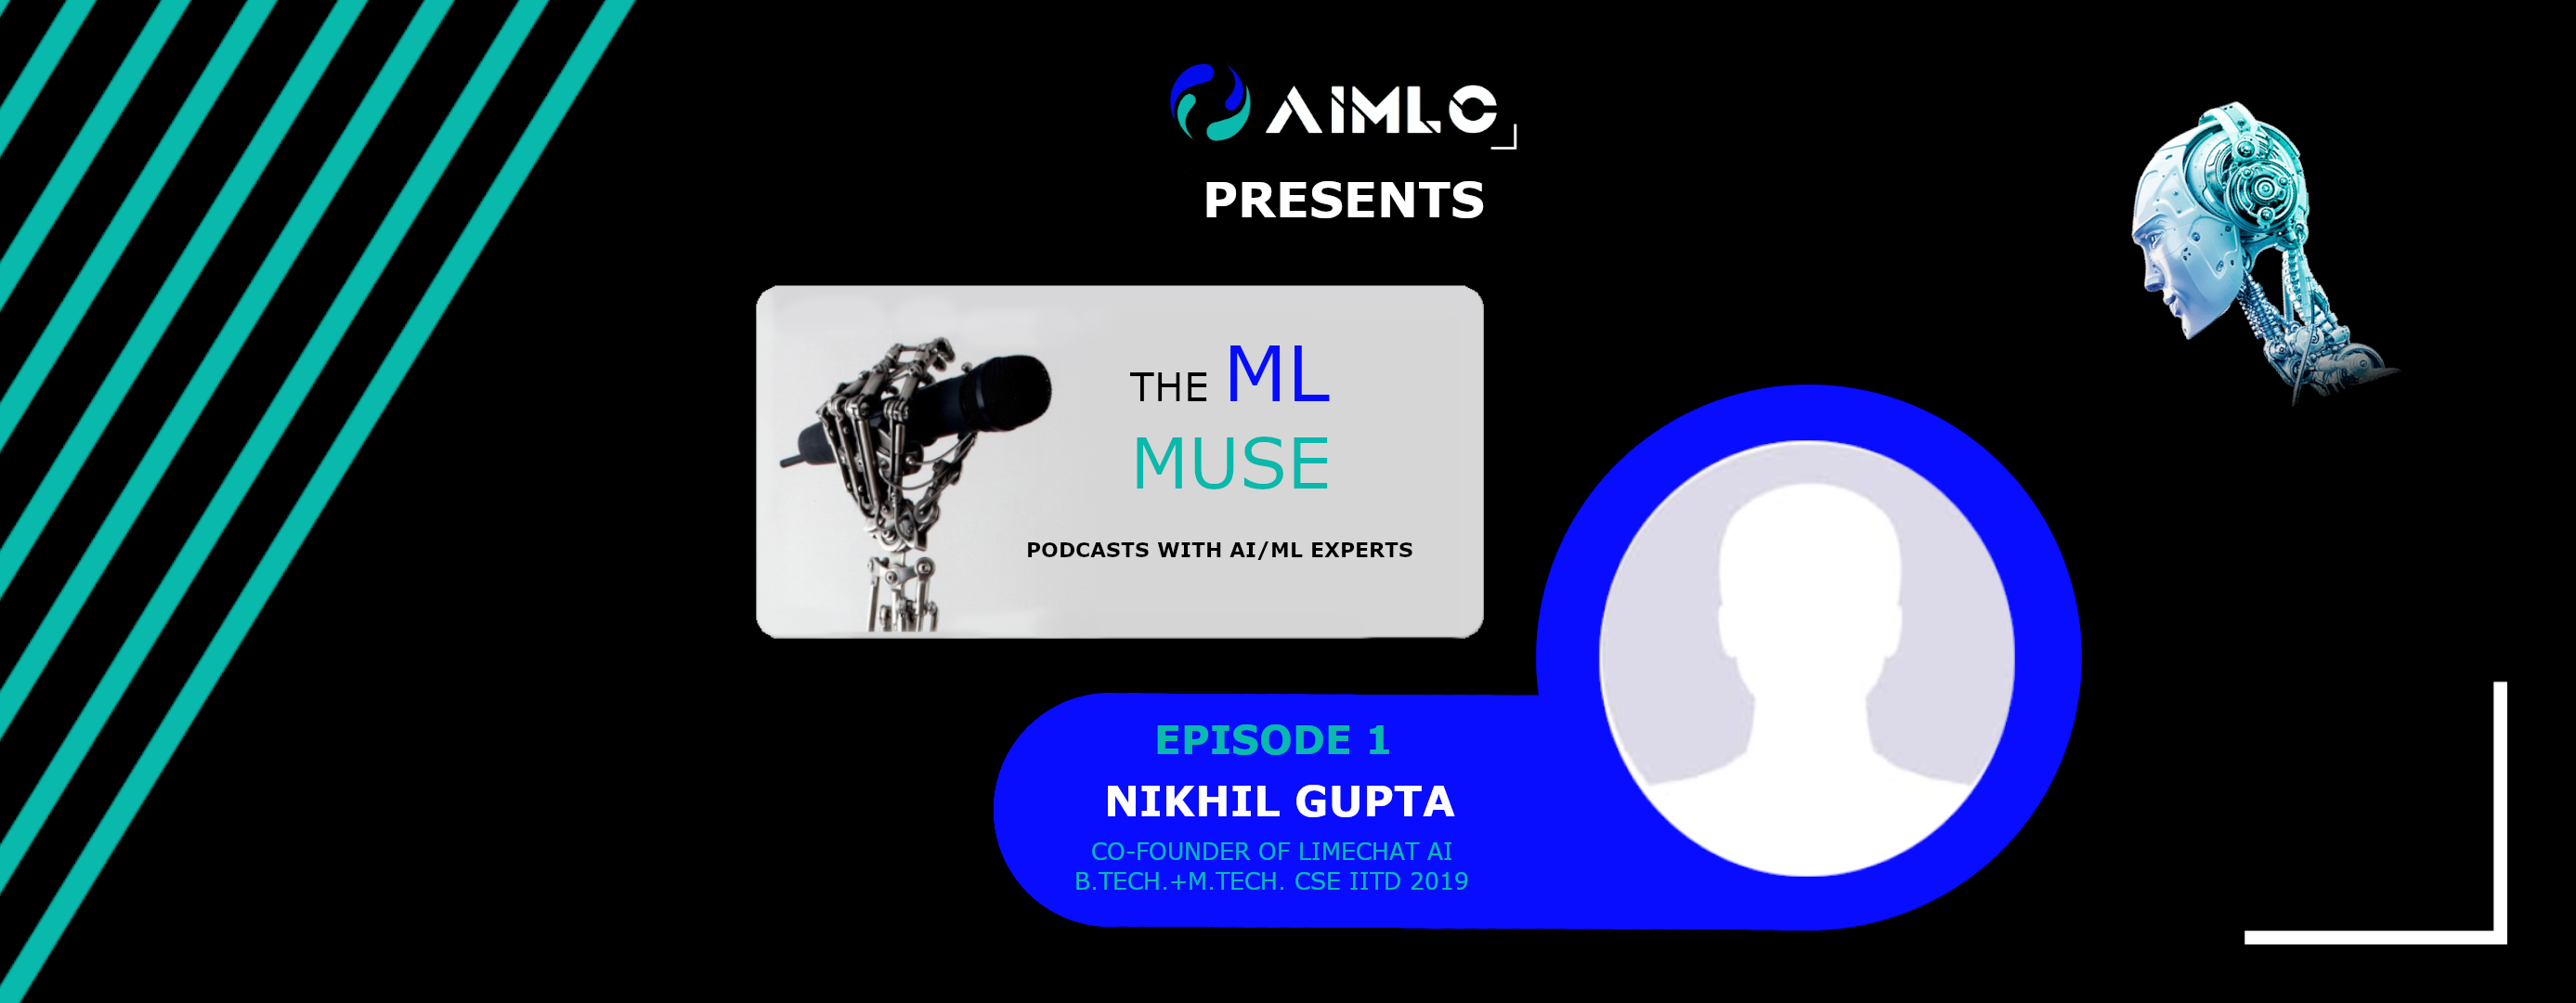 AIMLC
PRESENTS
THE ML
MUSE
PODCASTS WITH AI/ML EXPERTS
EPISODE 1
NIKHIL GUPTA
CO-FOUNDER OF LIMECHAT AI
B.TECH.+M.TECH. CSE IITD 2019